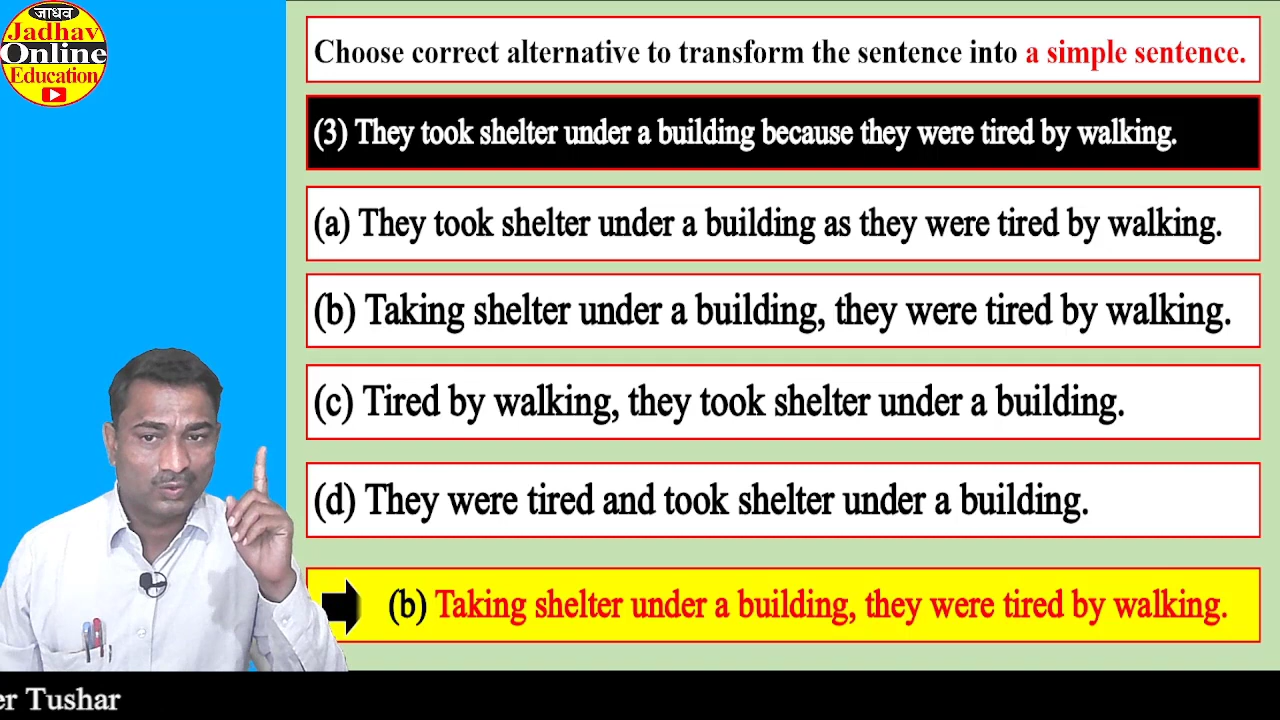 जाधव
Jadhav
Online
Education
Choose correct alternative to transform the sentence into a simple sentence.
(3) They took shelter under a building because they were tired by walking.
(a) They took shelter under a building as they were tired by walking.
(b) Taking shelter under a building, they were tired by walking.
(c) Tired by walking, they took shelter under a building.
(d) They were tired and took shelter under a building.
(b) Taking shelter under a building, they were tired by walking.
er Tushar